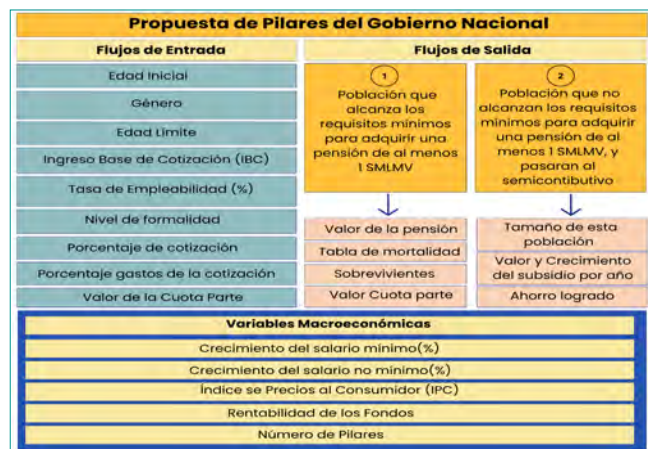 Propuesta de Pilares del Gobierno Nacional
Flujos de Entrada
Edad Inicial
Género
Edad Límite
Ingreso Base de Cotización (IBC)
Tasa de Empleabilidad (%)
Nivel de formalidad
Porcentaje de cotización
Porcentaje gastos de la cotización
Valor de la Cuota Parte
Flujos de Salida
1
Población que
alcanza los
requisitos mínimos
para adquirir una
pensión de al menos
1 SMLMV
Valor de la pensión
Tabla de mortalidad
Sobrevivientes
Valor Cuota parte
2
Población que no
alcanzan los requisitos
mínimos para adquirir
una pensión de al
menos 1 SMLMV, y
pasaran al
semicontibutivo
Tamaño de esta
población
Valor y Crecimiento
del subsidio por año
Ahorro logrado
Variables Macroeconómicas
Crecimiento del salario mínimo(%)
Crecimiento del salario no mínimo(%)
Índice se Precios al Consumidor (IPC)
Rentabilidad de los Fondos
Número de Pilares